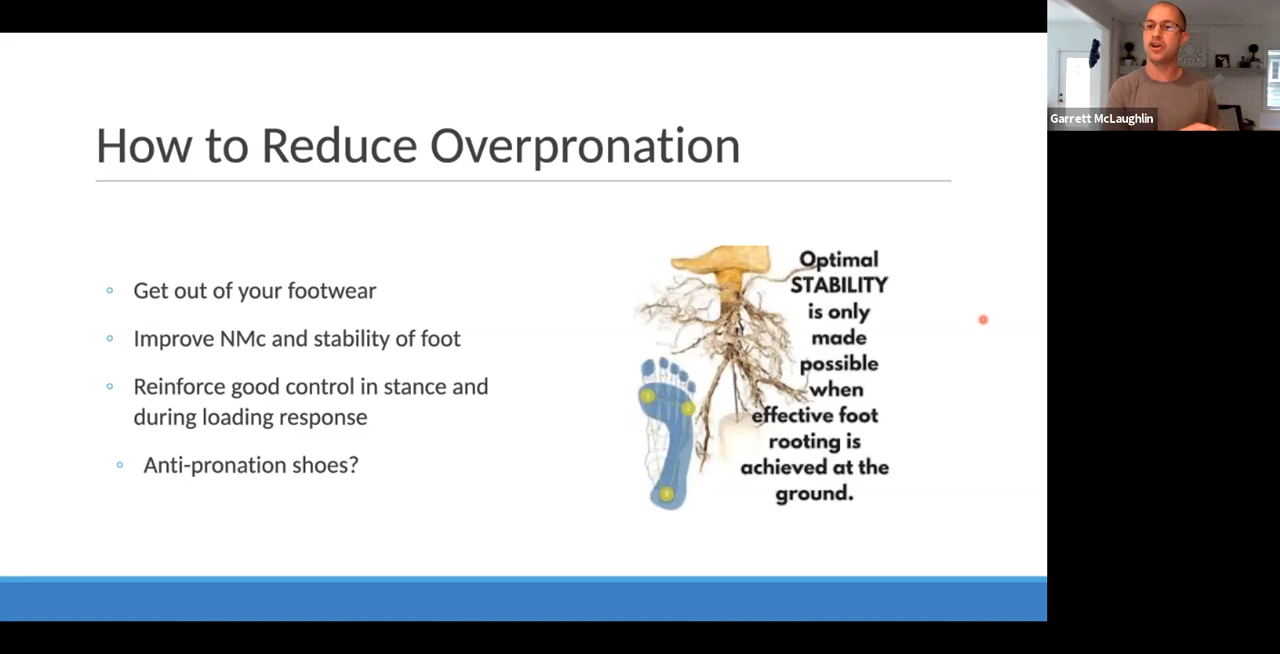 How to Reduce Overpronation
Get out of your footwear
Improve NMc and stability of foot
Reinforce good control in stance and
during loading response
Anti-pronation shoes?
Optimal
STABILITY
is only
made
possible
when
effective foot
rooting is
achieved at the
ground.
Garrett McLaughlin